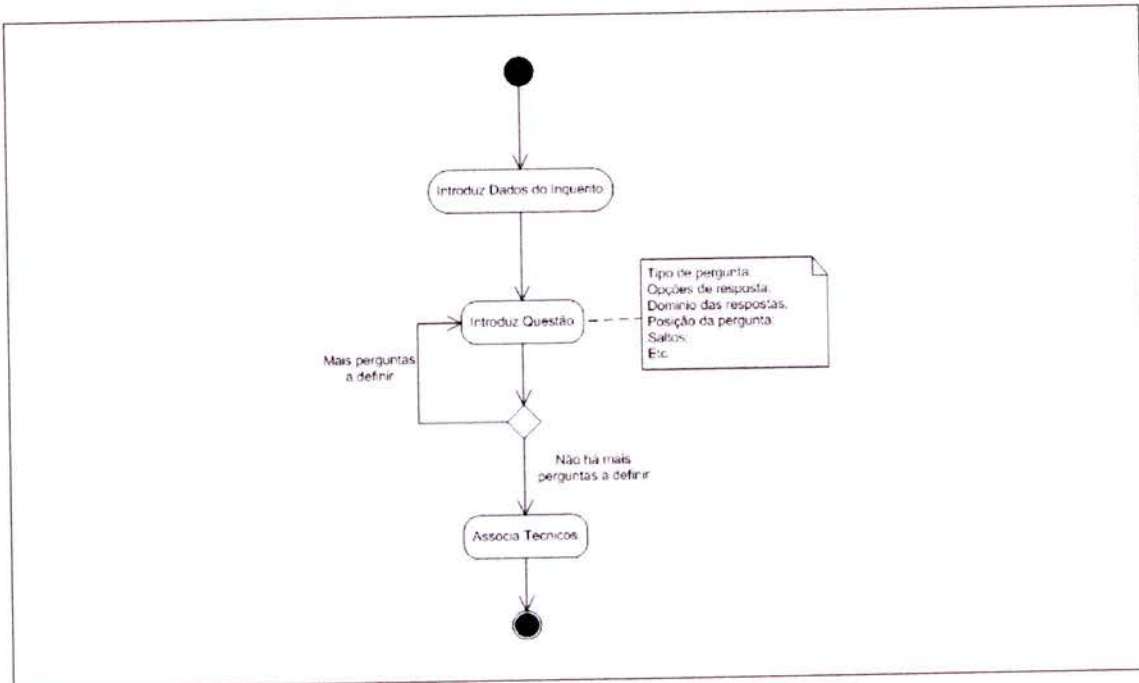 Introduz Dados do Inquerito
Tipo de pergunta;
Opções de resposta;
Dominio das respostas;
Posição da pergunta;
Saltos;
Etc
Introduz Questão
Mais perguntas
a definir
Não há mais
perguntas a definir
Associa Tecnicos